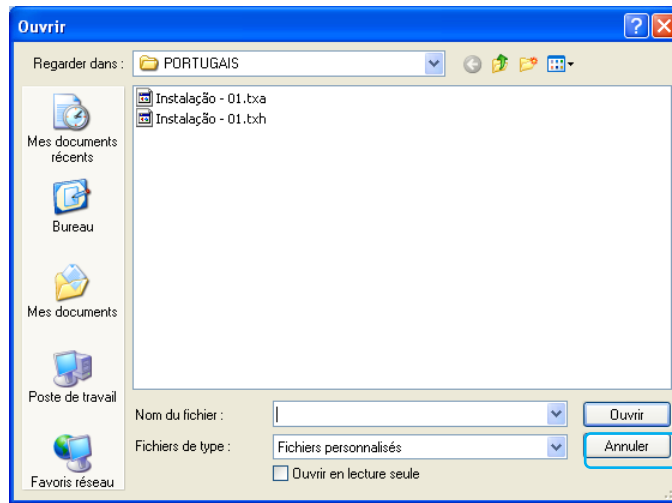 Ouvrir
Regarder dans :
PORTUGAIS
Instalação - 01.txa
Instalação - 01.txh
Mes documents
récents
Bureau
Mes documents
Poste de travail
Favoris réseau
Nom du fichier :
Ouvrir
Fichiers de type :
Fichiers personnalisés
Annuler
Ouvrir en lecture seule